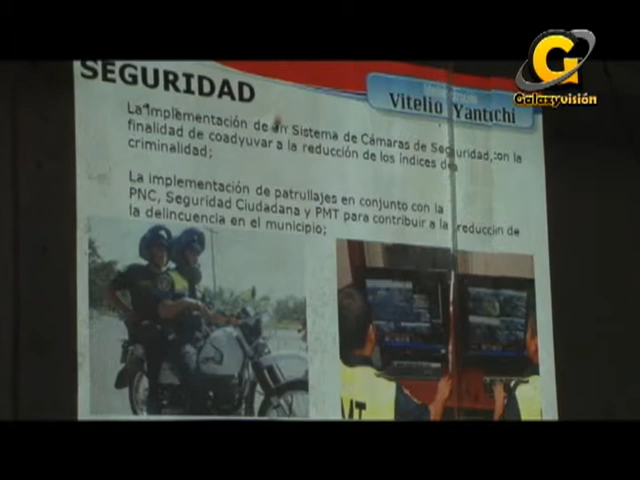 Galaxyvisión
SEGURIDAD
Vitelio Yantuchi
La implementación de un Sistema de Cámaras de Seguridad, con la
finalidad de coadyuvar a la reducción de los índices de
criminalidad;
La implementación de patrullajes en conjunto con la
PNC, Seguridad Ciudadana y PMT para contribuir a la reducción de
la delincuencia en el municipio;